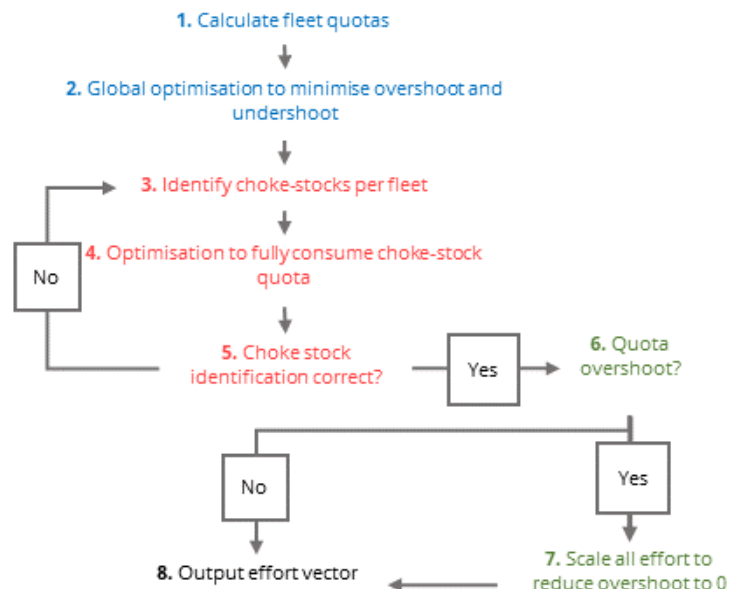 1. Calculate fleet quotas
2. Global optimisation to minimise overshoot and
undershoot
3. Identify choke-stocks per fleet
4. Optimisation to fully consume choke-stock
quota
No
5. Choke stock
identification correct?
Yes
6. Quota
overshoot?
No
Yes
8. Output effort vector
7. Scale all effort to
reduce overshoot to 0